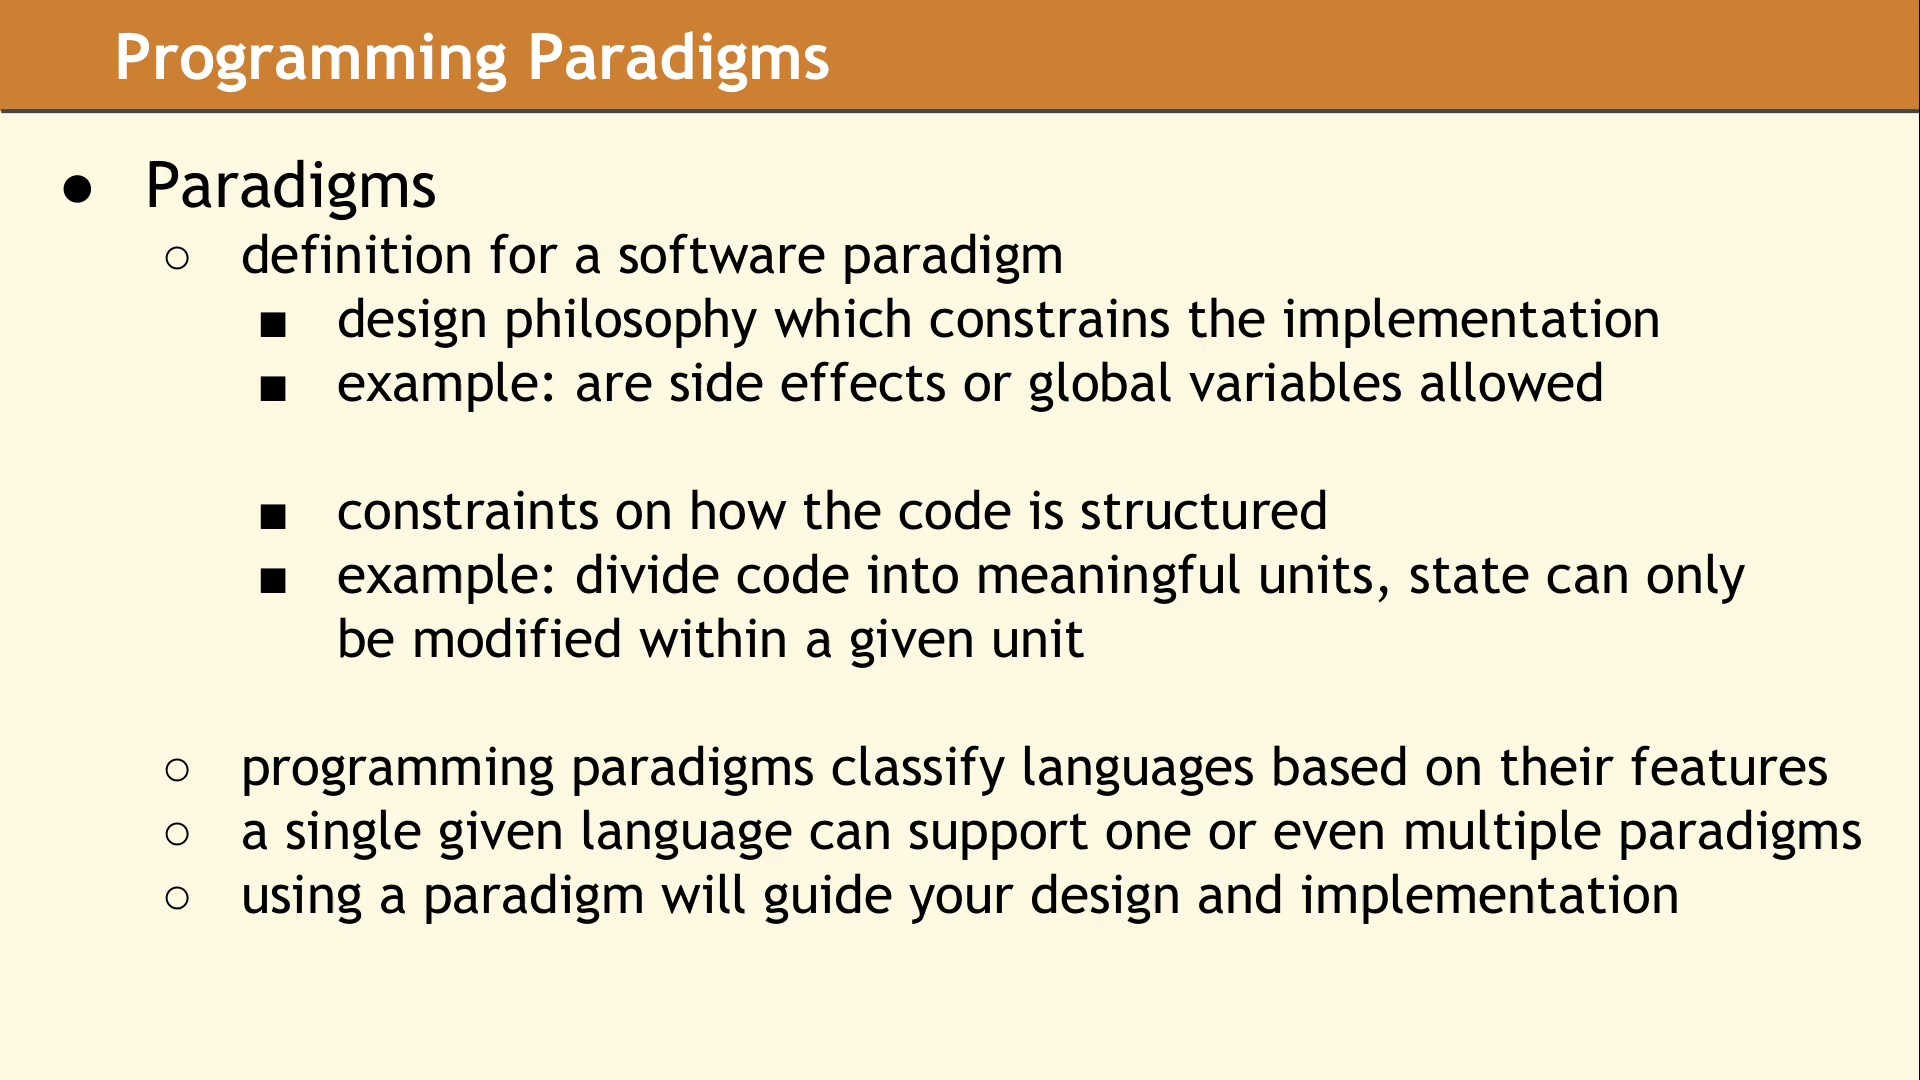 Programming Paradigms
● Paradigms
○ definition for a software paradigm
■ design philosophy which constrains the implementation
■ example: are side effects or global variables allowed
■ constraints on how the code is structured
■ example: divide code into meaningful units, state can only
be modified within a given unit
○ programming paradigms classify languages based on their features
○ a single given language can support one or even multiple paradigms
○ using a paradigm will guide your design and implementation